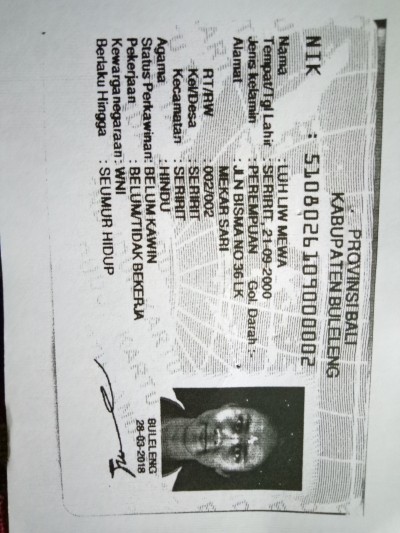 PROVINSI BALI
KABUPATEN BULELENG
NIK : 5108026109000002
Nama : LUH LIW MEWA
Tempat/Tgl Lahir : SERIRIT, 21-09-2000
Jenis kelamin : PEREMPUAN Gol. Darah : -
Alamat : JLN BISMA NO 36 LK
MEKAR SARI
RT/RW : 002/002
Kel/Desa : SERIRIT
Kecamatan : SERIRIT
Agama : HINDU
Status Perkawinan: BELUM KAWIN
Pekerjaan : BELUM/TIDAK BEKERJA
Kewarganegaraan: WNI
Berlaku Hingga : SEUMUR HIDUP
BULELENG
28-03-2018